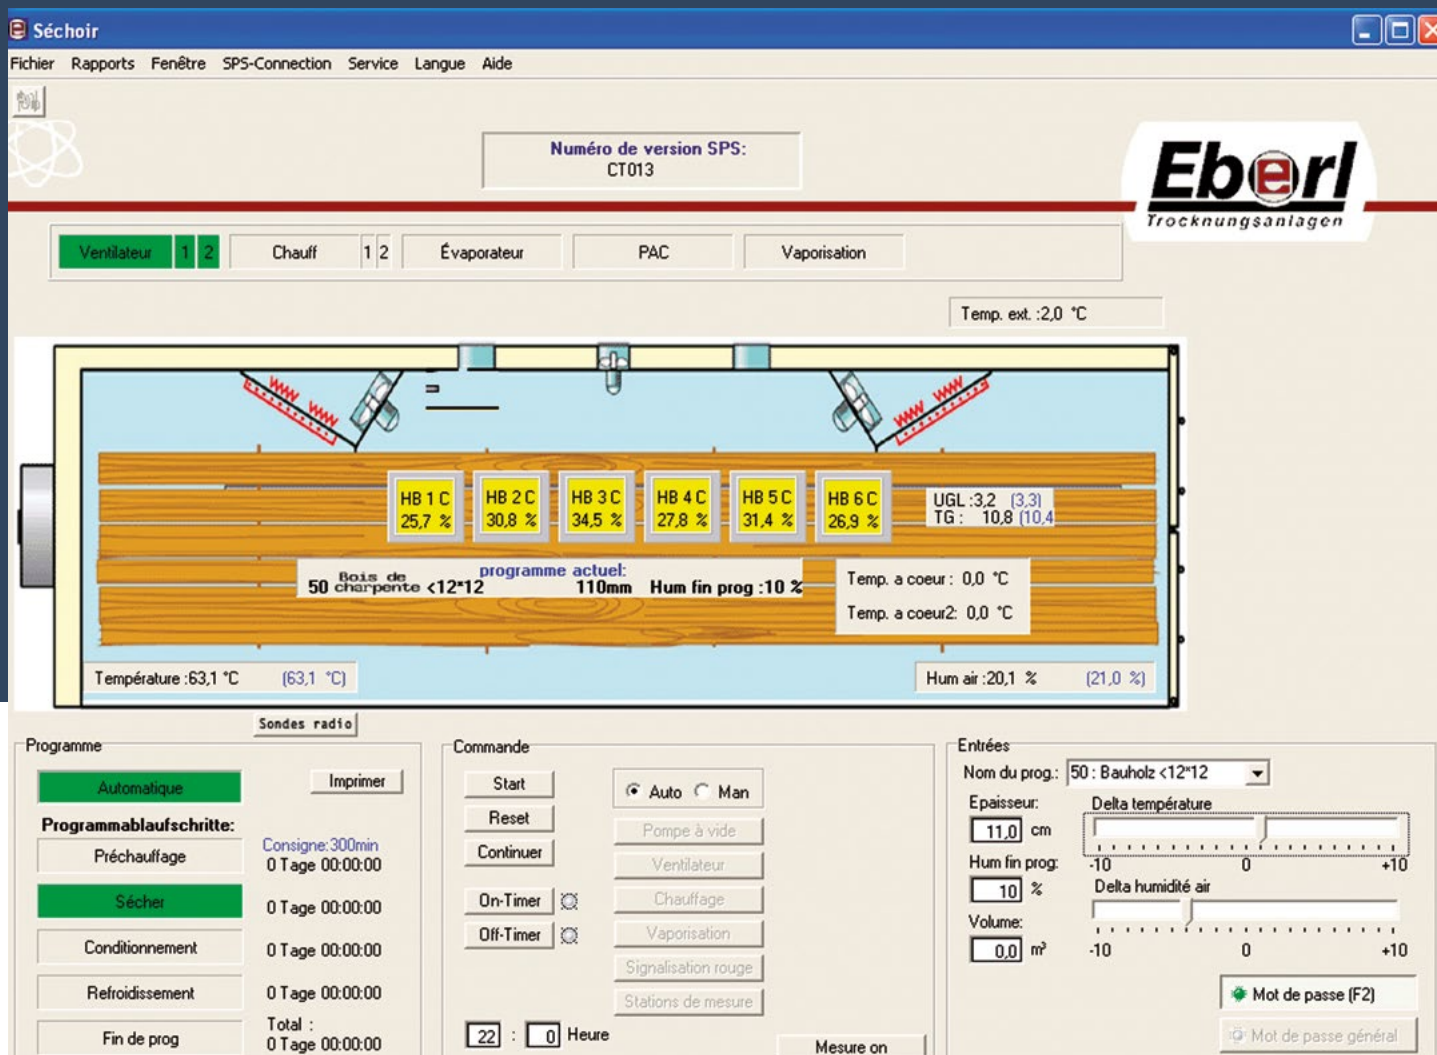 Séchoir
Fichier Rapports Fenêtre SPS-Connection Service Langue Aide
Numéro de version SPS:
CT013
Eberl
Trocknungsanlagen
Ventilateur 1 2 Chauff 1 2 Évaporateur PAC Vaporisation
Temp. ext. :2,0 °C
HB 1 C HB 2 C HB 3 C HB 4 C HB 5 C HB 6 C
25,7 % 30,8 % 34,5 % 27,8 % 31,4 % 26,9 %
UGL :3,2 (3,3)
TG : 10,8 (10,4
programme actuel:
50 Bois de charpente <12*12 110mm Hum fin prog :10 %
Temp. a coeur : 0,0 °C
Temp. a coeur2: 0,0 °C
Température :63,1 °C (63,1 °C)
Hum air :20,1 % (21,0 %)
Sondes radio
Programme
Automatique Imprimer
Programmablaufschritte:
Préchauffage
Consigne:300min
0 Tage 00:00:00
Sécher 0 Tage 00:00:00
Conditionnement 0 Tage 00:00:00
Refroidissement 0 Tage 00:00:00
Fin de prog
Total :
0 Tage 00:00:00
Commande
Start
Reset
Continuer
On-Timer
Off-Timer
22 : 0 Heure
Auto Man
Pompe à vide
Ventilateur
Chauffage
Vaporisation
Signalisation rouge
Stations de mesure
Mesure on
Entrées
Nom du prog.: 50 : Bauholz <12*12
Epaisseur:
11,0 cm
Hum fin prog:
10 %
Volume:
0,0 m³
Delta température
-10 0 +10
Delta humidité air
-10 0 +10
Mot de passe (F2)
Mot de passe général